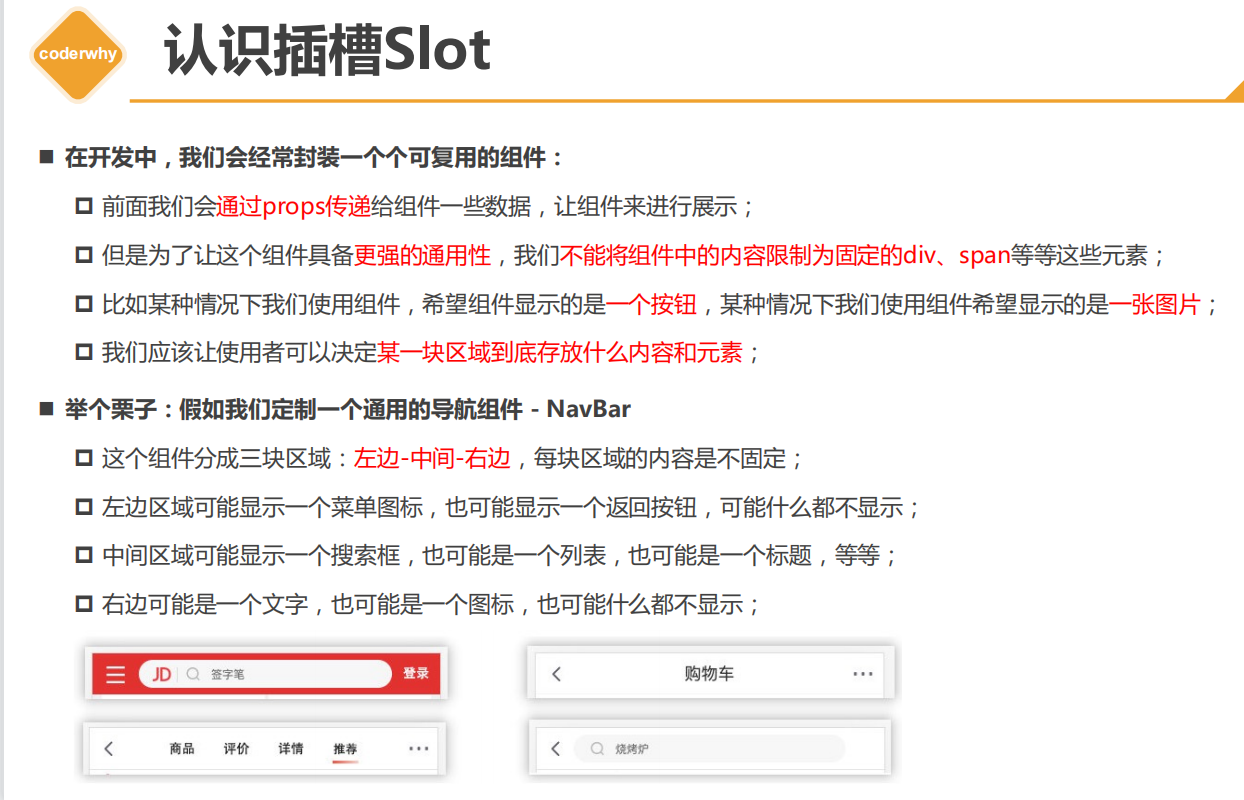 coderwhy
认识插槽Slot
在开发中，我们会经常封装一个个可复用的组件：
前面我们会通过props传递给组件一些数据，让组件来进行展示；
但是为了让这个组件具备更强的通用性，我们不能将组件中的内容限制为固定的div、span等等这些元素；
比如某种情况下我们使用组件，希望组件显示的是一个按钮，某种情况下我们使用组件希望显示的是一张图片；
我们应该让使用者可以决定某一块区域到底存放什么内容和元素；
举个栗子：假如我们定制一个通用的导航组件 - NavBar
这个组件分成三块区域：左边-中间-右边，每块区域的内容是不固定；
左边区域可能显示一个菜单图标，也可能显示一个返回按钮，可能什么都不显示；
中间区域可能显示一个搜索框，也可能是一个列表，也可能是一个标题，等等；
右边可能是一个文字，也可能是一个图标，也可能什么都不显示；
JD 签字笔 登录
购物车
商品 评价 详情 推荐
烧烤炉